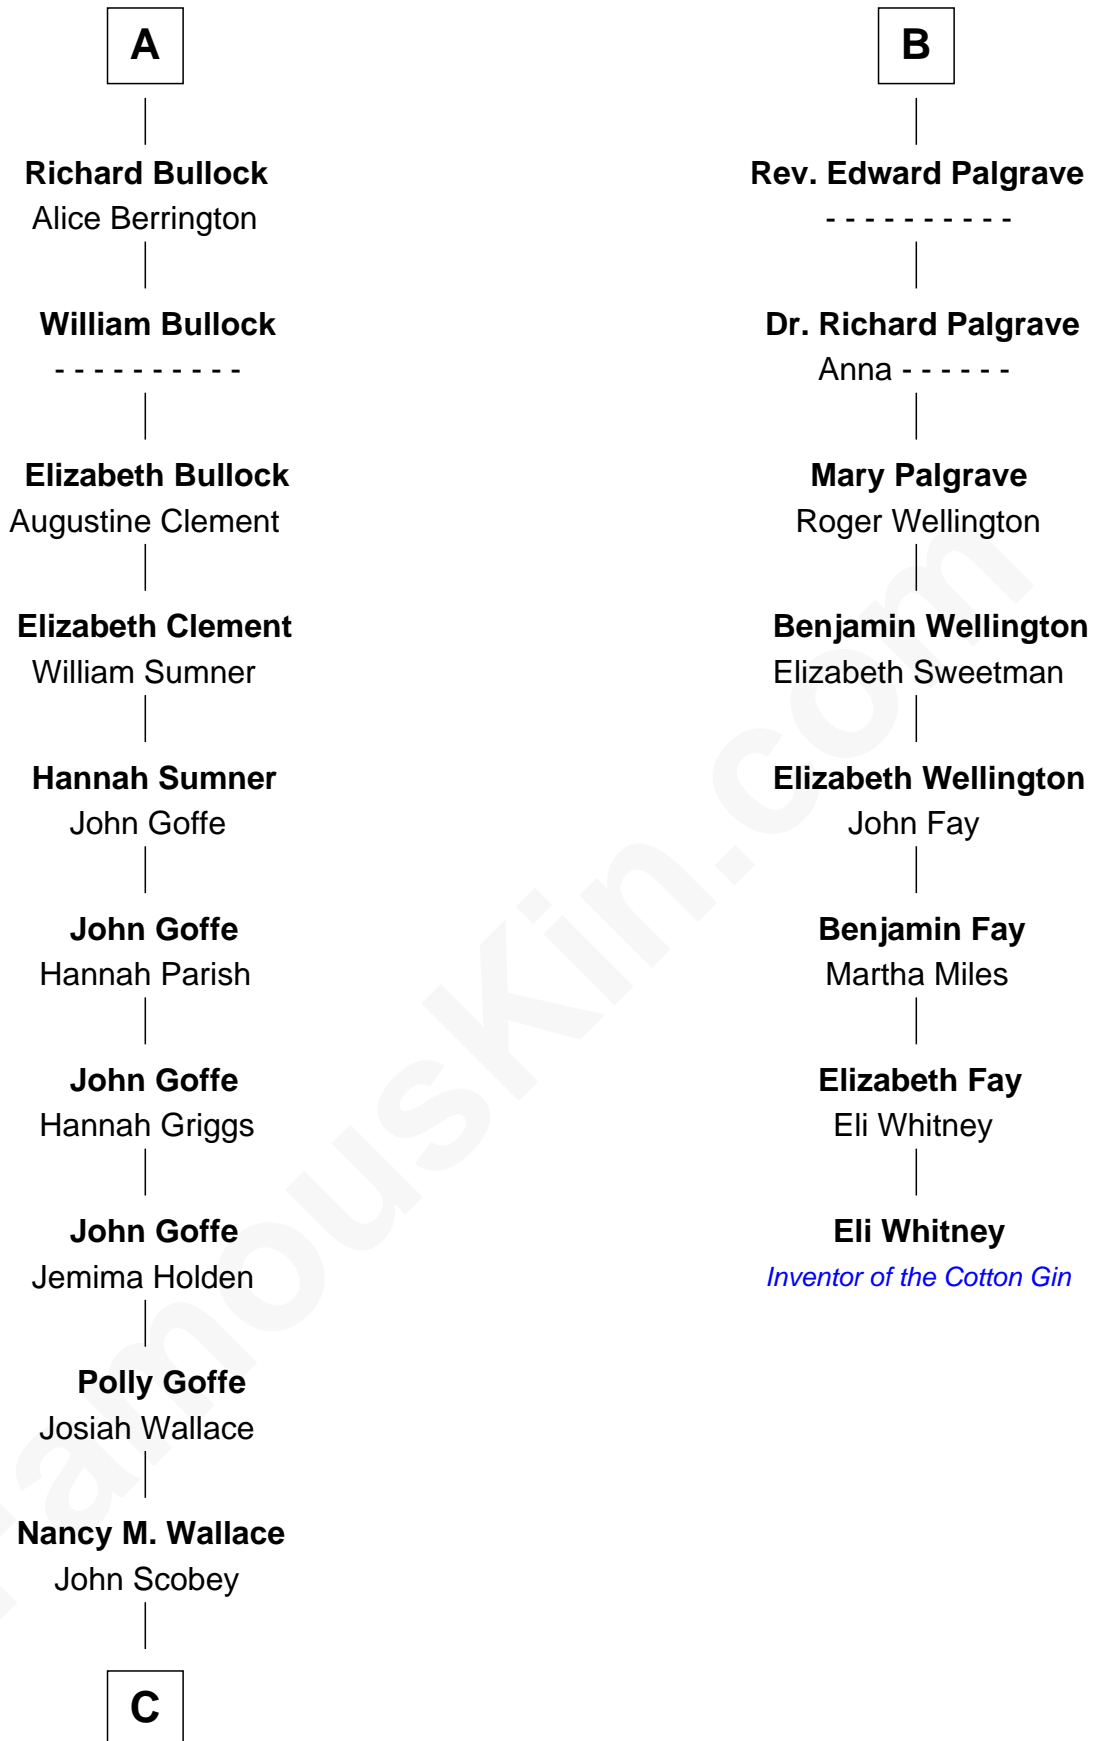 A
Richard Bullock
Alice Berrington
William Bullock
- - - - - - - - - -
Elizabeth Bullock
Augustine Clement
Elizabeth Clement
William Sumner
Hannah Sumner
John Goffe
John Goffe
Hannah Parish
John Goffe
Hannah Griggs
John Goffe
Jemima Holden
Polly Goffe
Josiah Wallace
Nancy M. Wallace
John Scobey
C
B
Rev. Edward Palgrave
- - - - - - - - - -
Dr. Richard Palgrave
Anna - - - - - -
Mary Palgrave
Roger Wellington
Benjamin Wellington
Elizabeth Sweetman
Elizabeth Wellington
John Fay
Benjamin Fay
Martha Miles
Elizabeth Fay
Eli Whitney
Eli Whitney
Inventor of the Cotton Gin
FamousKin.com